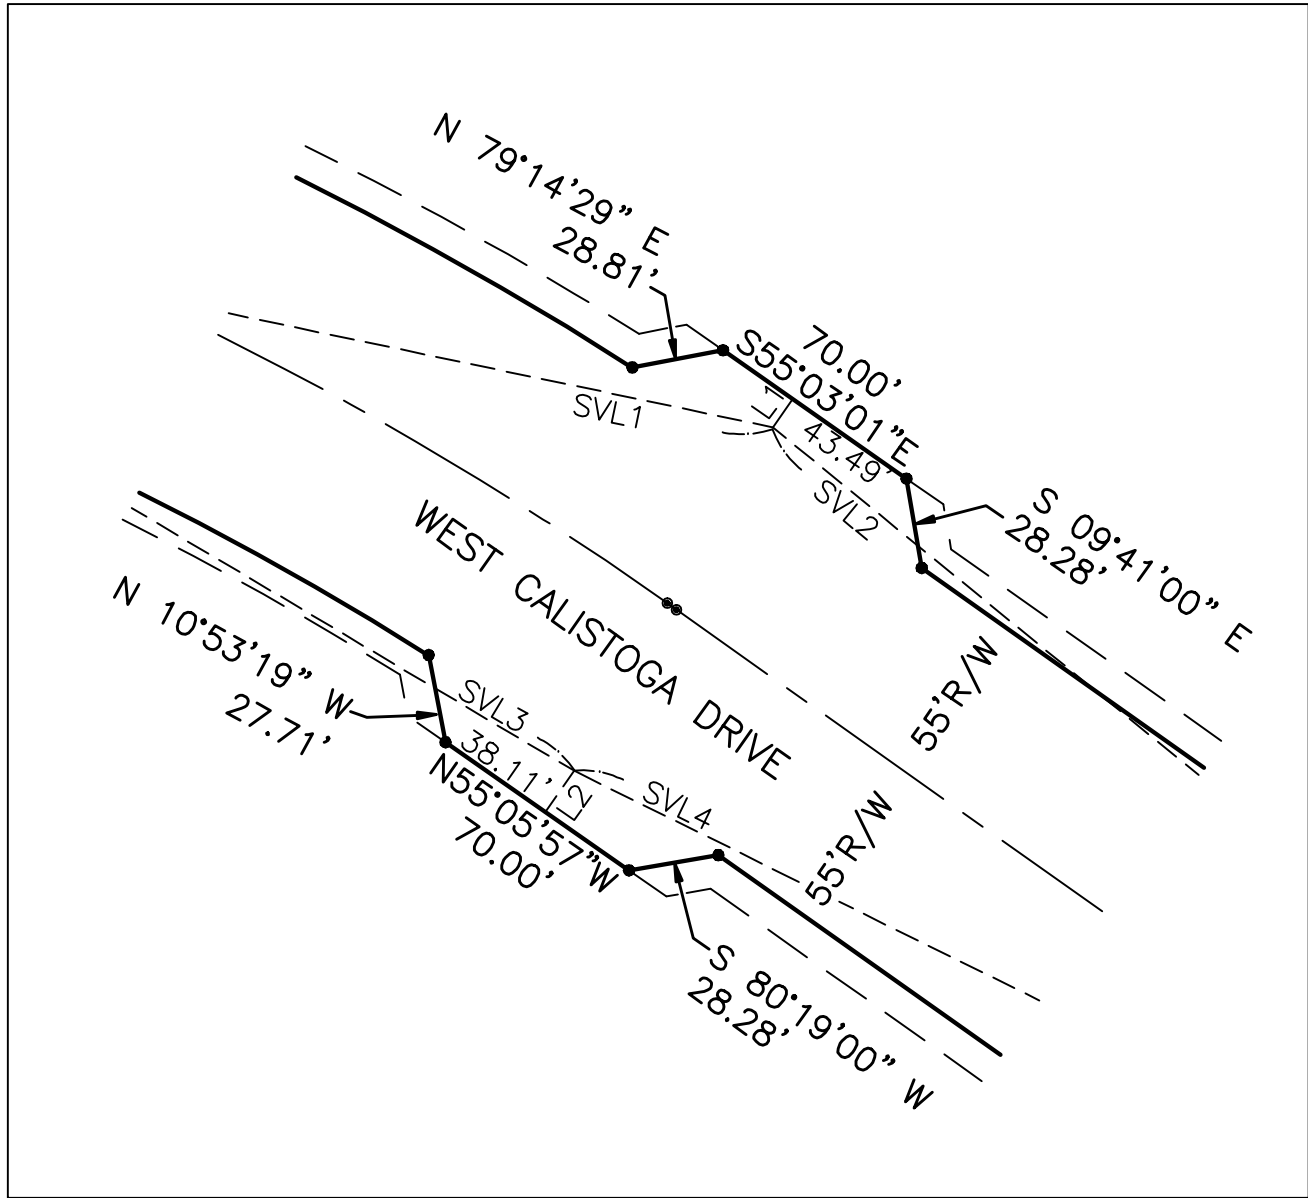 N 79°14'29" E
28.81'
70.00'
S55°03'01"E
L1
43.49'
SVL1
SVL2
S 09°41'00" E
28.28'
WEST CALISTOGA DRIVE
55'R/W
55'R/W
N 10°53'19" W
27.71'
SVL3
38.11'
L2
SVL4
N55°05'57"W
70.00'
S 80°19'00" W
28.28'